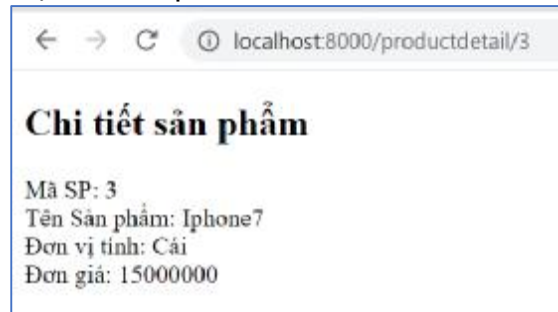 localhost:8000/productdetail/3
Chi tiết sản phẩm
Mã SP: 3
Tên Sản phẩm: Iphone7
Đơn vị tính: Cái
Đơn giá: 15000000